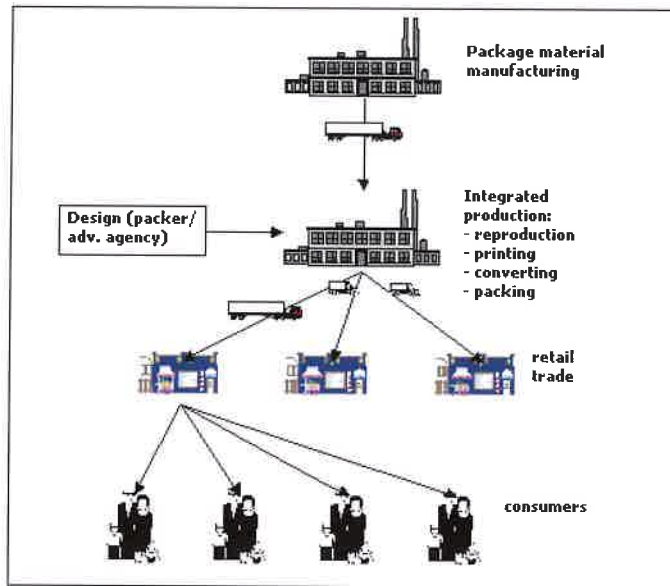 Package material
manufacturing
Design (packer/
adv. agency)
Integrated
production:
- reproduction
- printing
- converting
- packing
retail
trade
consumers